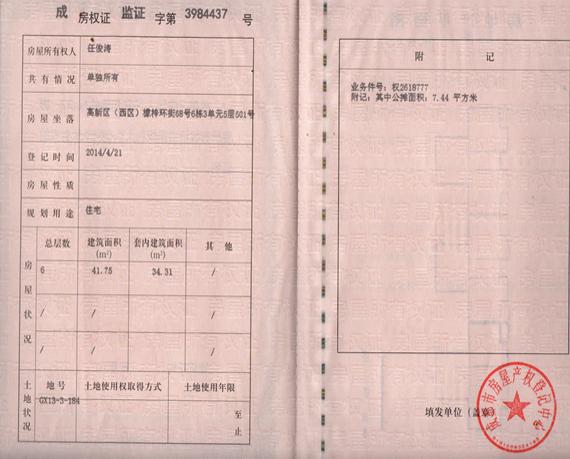 成 房权证 监证 字第 3984437 号
房屋所有权人 任俊涛
共有情况 单独所有
房屋坐落 高新区（西区）檬梓环街68号6栋3单元5层501号
登记时间 2014/4/21
房屋性质
规划用途 住宅
房屋状况
总层数 建筑面积(m²) 套内建筑面积(m²) 其他
6 41.75 34.31 /
/ / /
/ / /
土地状况
地号 土地使用权取得方式 土地使用年限
GX13-3-184 至
止
附 记
业务件号：权2618777
附记：其中公摊面积：7.44 平方米
填发单位（盖章）
成都市房屋产权登记中心